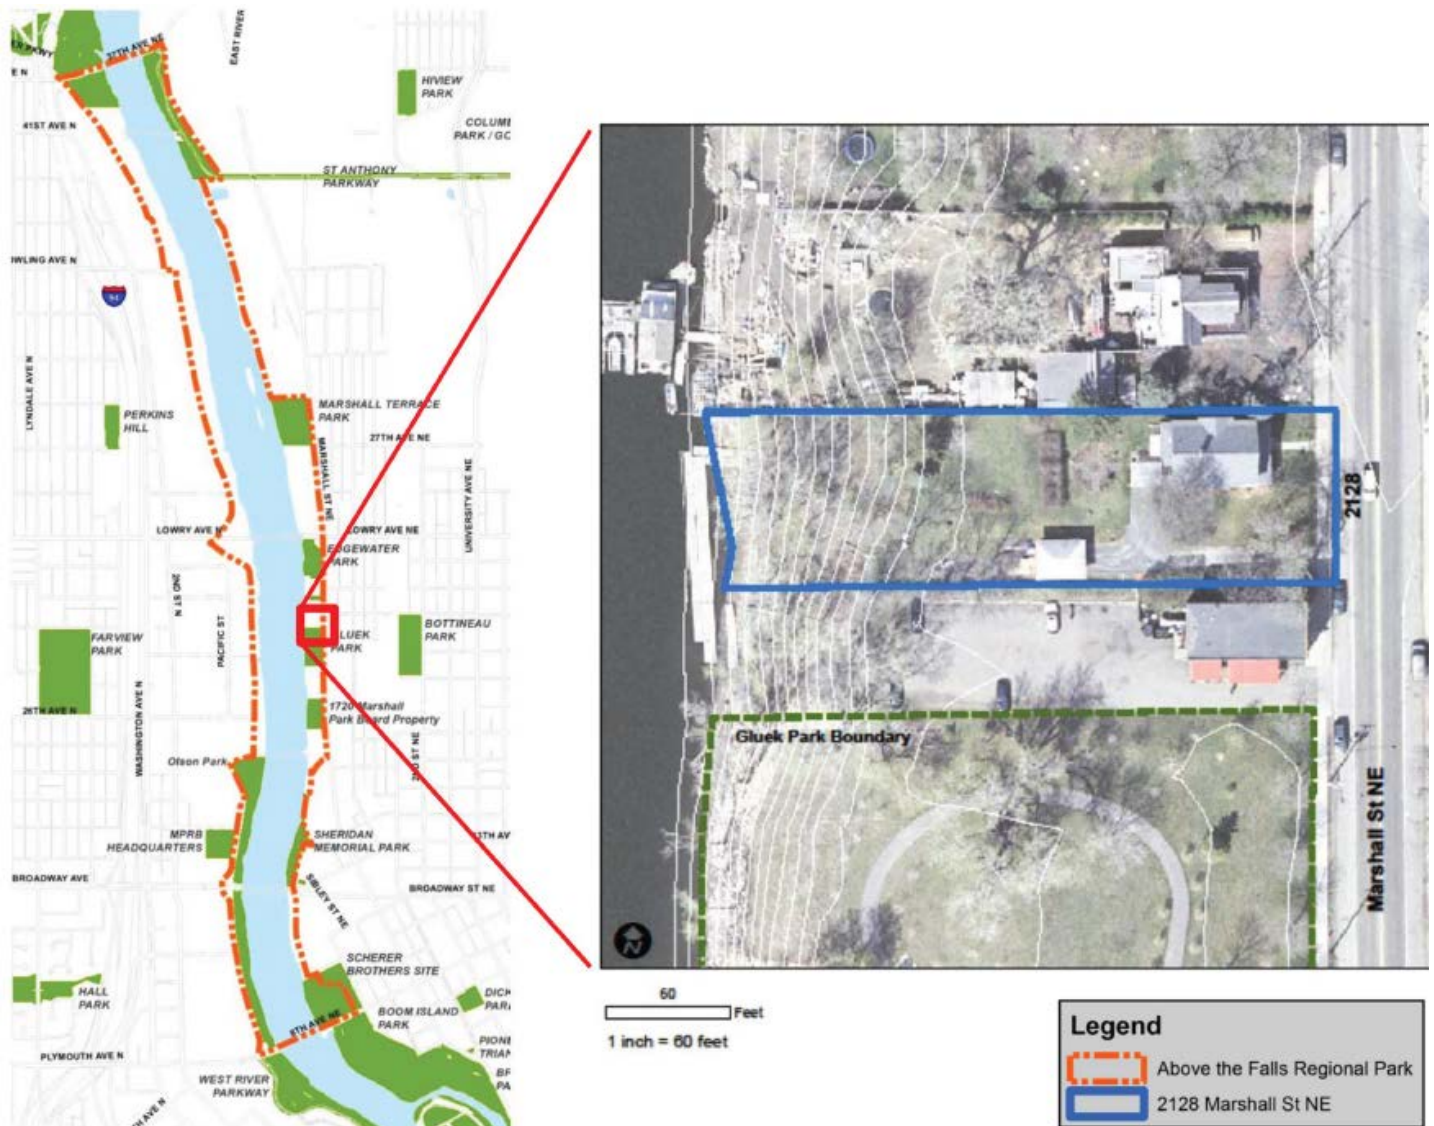 37TH AVE NE
EAST RIVER
HIVIEW
PARK
41ST AVE N
PARK / GC
ST ANTHONY
PARKWAY
OWLING AVE N
94
LYNDALE AVE N
PERKINS
HILL
MARSHALL TERRACE
PARK
27TH AVE NE
MARSHALL ST NE
UNIVERSITY AVE NE
LOWRY AVE N
LOWRY AVE NE
EDGEWATER
PARK
2ND ST N
PACIFIC ST
FARVIEW
PARK
LUEK
PARK
BOTTINEAU
PARK
26TH AVE N
WASHINGTON AVE N
1720 Marshall
Park Board Property
2ND ST NE
Olson Park
MPRB
HEADQUARTERS
SHERIDAN
MEMORIAL PARK
13TH AV
BROADWAY AVE
SIBLEY ST NE
BROADWAY ST NE
SCHERER
BROTHERS SITE
HALL
PARK
BOOM ISLAND
PARK
8TH AVE NE
PLYMOUTH AVE N
WEST RIVER
PARKWAY
2128
Gluek Park Boundary
Marshall St NE
N
60
Feet
1 inch = 60 feet
Legend
Above the Falls Regional Park
2128 Marshall St NE